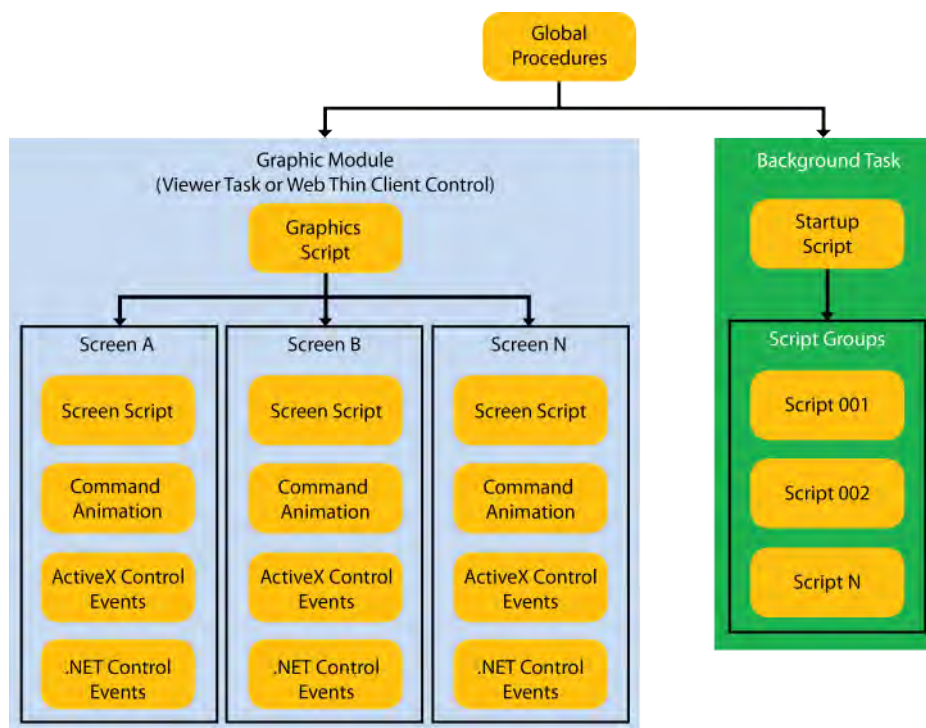 Global
Procedures
Graphic Module
(Viewer Task or Web Thin Client Control)
Graphics
Script
Screen A
Screen Script
Command
Animation
ActiveX Control
Events
.NET Control
Events
Screen B
Screen Script
Command
Animation
ActiveX Control
Events
.NET Control
Events
Screen N
Screen Script
Command
Animation
ActiveX Control
Events
.NET Control
Events
Background Task
Startup
Script
Script Groups
Script 001
Script 002
Script N